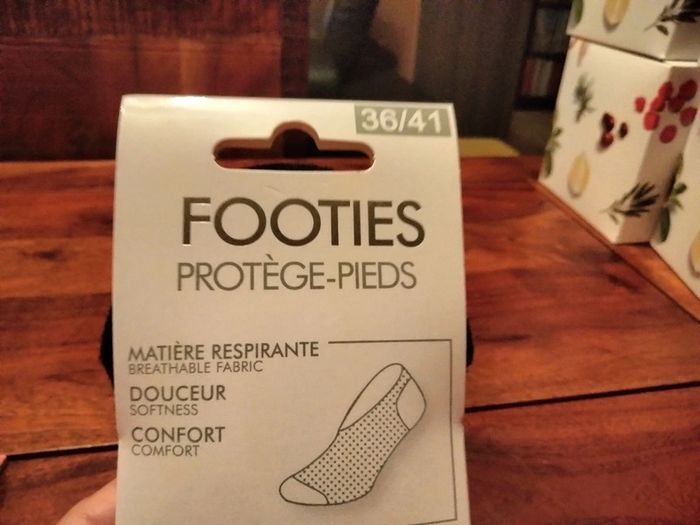 36/41
FOOTIES
PROTÈGE-PIEDS
MATIÈRE RESPIRANTE
BREATHABLE FABRIC
DOUCEUR
SOFTNESS
CONFORT
COMFORT